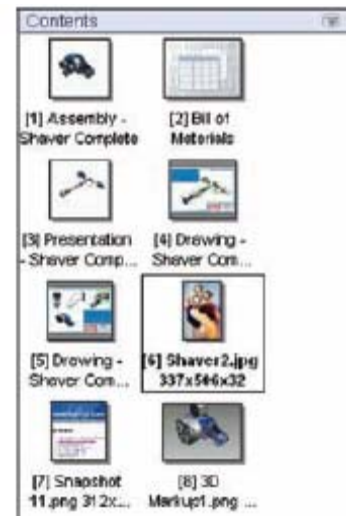 Contents
[1] Assembly -
Shaver Complete
[2] Bill of
Materials
[3] Presentation
- Shaver Comp...
[4] Drawing -
Shaver Com...
[5] Drawing -
Shaver Com...
[6] Shaver2.jpg
337x506x32
[7] Snapshot
11.png 312x...
[8] 3D
Markup1.png ...